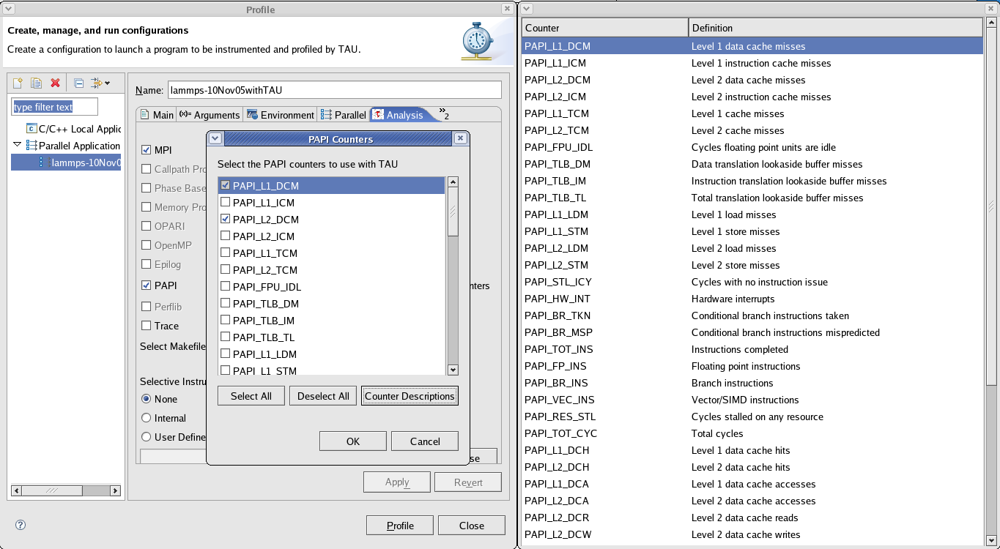 Profile
Create, manage, and run configurations
Create a configuration to launch a program to be instrumented and profiled by TAU.
type filter text
C/C++ Local Applic
Parallel Application
lammps-10Nov0
Name: lammps-10Nov05withTAU
Main (x)= Arguments Environment Parallel Analysis »2
MPI
Callpath Pro
Phase Base
Memory Pro
OPARI
OpenMP
Epilog
PAPI
nters
Perflib
Trace
Select Makefile
Selective Instru
None
Internal
User Define
se
Apply Revert
Profile Close
PAPI Counters
Select the PAPI counters to use with TAU
PAPI_L1_DCM
PAPI_L1_ICM
PAPI_L2_DCM
PAPI_L2_ICM
PAPI_L1_TCM
PAPI_L2_TCM
PAPI_FPU_IDL
PAPI_TLB_DM
PAPI_TLB_IM
PAPI_TLB_TL
PAPI_L1_LDM
PAPI_L1_STM
Select All Deselect All Counter Descriptions
OK Cancel
Counter Definition
PAPI_L1_DCM Level 1 data cache misses
PAPI_L1_ICM Level 1 instruction cache misses
PAPI_L2_DCM Level 2 data cache misses
PAPI_L2_ICM Level 2 instruction cache misses
PAPI_L1_TCM Level 1 cache misses
PAPI_L2_TCM Level 2 cache misses
PAPI_FPU_IDL Cycles floating point units are idle
PAPI_TLB_DM Data translation lookaside buffer misses
PAPI_TLB_IM Instruction translation lookaside buffer misses
PAPI_TLB_TL Total translation lookaside buffer misses
PAPI_L1_LDM Level 1 load misses
PAPI_L1_STM Level 1 store misses
PAPI_L2_LDM Level 2 load misses
PAPI_L2_STM Level 2 store misses
PAPI_STL_ICY Cycles with no instruction issue
PAPI_HW_INT Hardware interrupts
PAPI_BR_TKN Conditional branch instructions taken
PAPI_BR_MSP Conditional branch instructions mispredicted
PAPI_TOT_INS Instructions completed
PAPI_FP_INS Floating point instructions
PAPI_BR_INS Branch instructions
PAPI_VEC_INS Vector/SIMD instructions
PAPI_RES_STL Cycles stalled on any resource
PAPI_TOT_CYC Total cycles
PAPI_L1_DCH Level 1 data cache hits
PAPI_L2_DCH Level 2 data cache hits
PAPI_L1_DCA Level 1 data cache accesses
PAPI_L2_DCA Level 2 data cache accesses
PAPI_L2_DCR Level 2 data cache reads
PAPI_L2_DCW Level 2 data cache writes